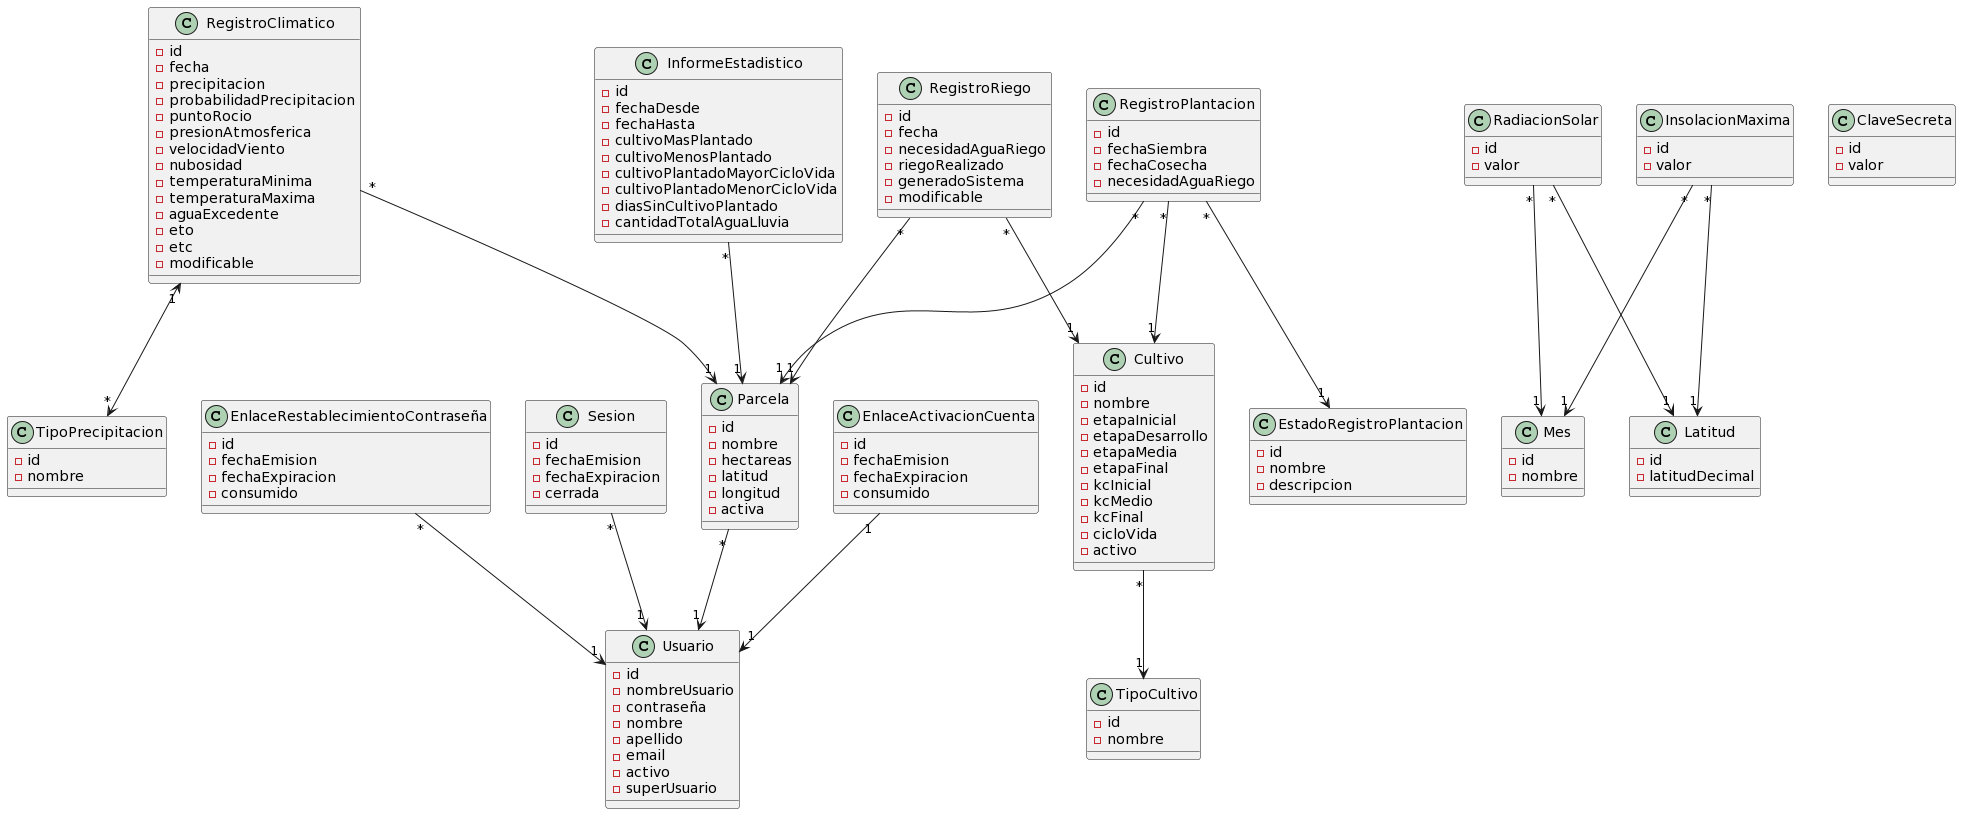 C RegistroClimatico
id
fecha
precipitacion
probabilidadPrecipitacion
puntoRocio
presionAtmosferica
velocidadViento
nubosidad
temperaturaMinima
temperaturaMaxima
aguaExcedente
eto
etc
modificable
C InformeEstadistico
id
fechaDesde
fechaHasta
cultivoMasPlantado
cultivoMenosPlantado
cultivoPlantadoMayorCicloVida
cultivoPlantadoMenorCicloVida
diasSinCultivoPlantado
cantidadTotalAguaLluvia
C RegistroRiego
id
fecha
necesidadAguaRiego
riegoRealizado
generadoSistema
modificable
C RegistroPlantacion
id
fechaSiembra
fechaCosecha
necesidadAguaRiego
C RadiacionSolar
id
valor
C InsolacionMaxima
id
valor
C ClaveSecreta
id
valor
*
1
*
*
*
*
*
*
*
*
*
*
*
*
1
1
1
1
1
1
1
1
1
1
1
C TipoPrecipitacion
id
nombre
C EnlaceRestablecimientoContraseña
id
fechaEmision
fechaExpiracion
consumido
C Sesion
id
fechaEmision
fechaExpiracion
cerrada
C Parcela
id
nombre
hectareas
latitud
longitud
activa
C EnlaceActivacionCuenta
id
fechaEmision
fechaExpiracion
consumido
C Cultivo
id
nombre
etapaInicial
etapaDesarrollo
etapaMedia
etapaFinal
kcInicial
kcMedio
kcFinal
cicloVida
activo
C EstadoRegistroPlantacion
id
nombre
descripcion
C Mes
id
nombre
C Latitud
id
latitudDecimal
*
*
*
1
*
1
1
1
1
1
C Usuario
id
nombreUsuario
contraseña
nombre
apellido
email
activo
superUsuario
C TipoCultivo
id
nombre